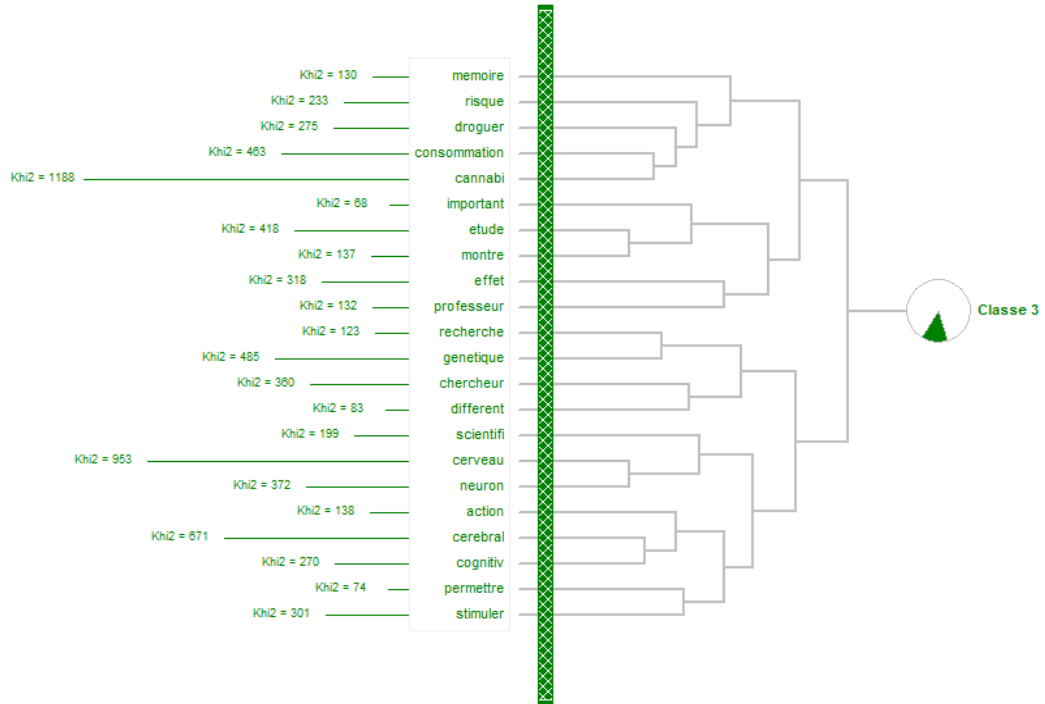 Khi2 = 130 memoire
Khi2 = 233 risque
Khi2 = 275 droguer
Khi2 = 463 consommation
Khi2 = 1188 cannabi
Khi2 = 68 important
Khi2 = 418 etude
Khi2 = 137 montre
Khi2 = 318 effet
Khi2 = 132 professeur
Khi2 = 123 recherche
Khi2 = 485 genetique
Khi2 = 360 chercheur
Khi2 = 83 different
Khi2 = 199 scientifi
Khi2 = 953 cerveau
Khi2 = 372 neuron
Khi2 = 138 action
Khi2 = 671 cerebral
Khi2 = 270 cognitiv
Khi2 = 74 permettre
Khi2 = 301 stimuler
Classe 3